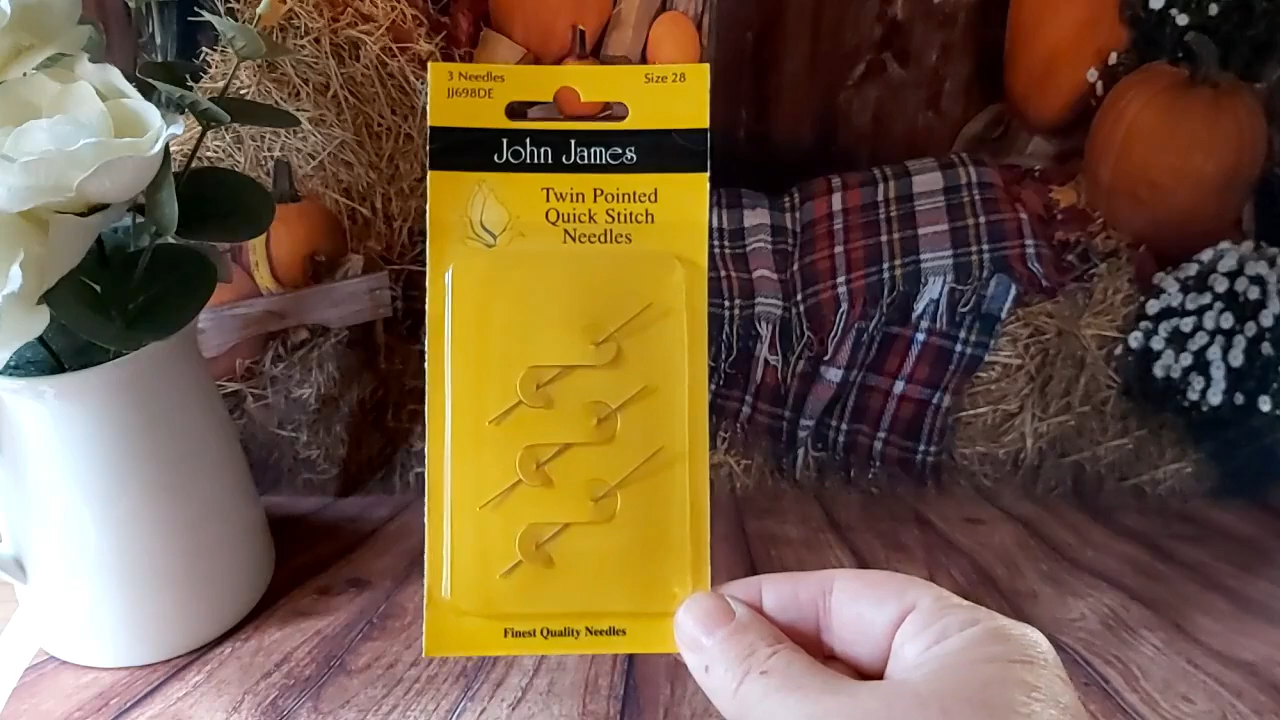 3 Needles
JJ698DE
Size 28
John James
Twin Pointed
Quick Stitch
Needles
Finest Quality Needles